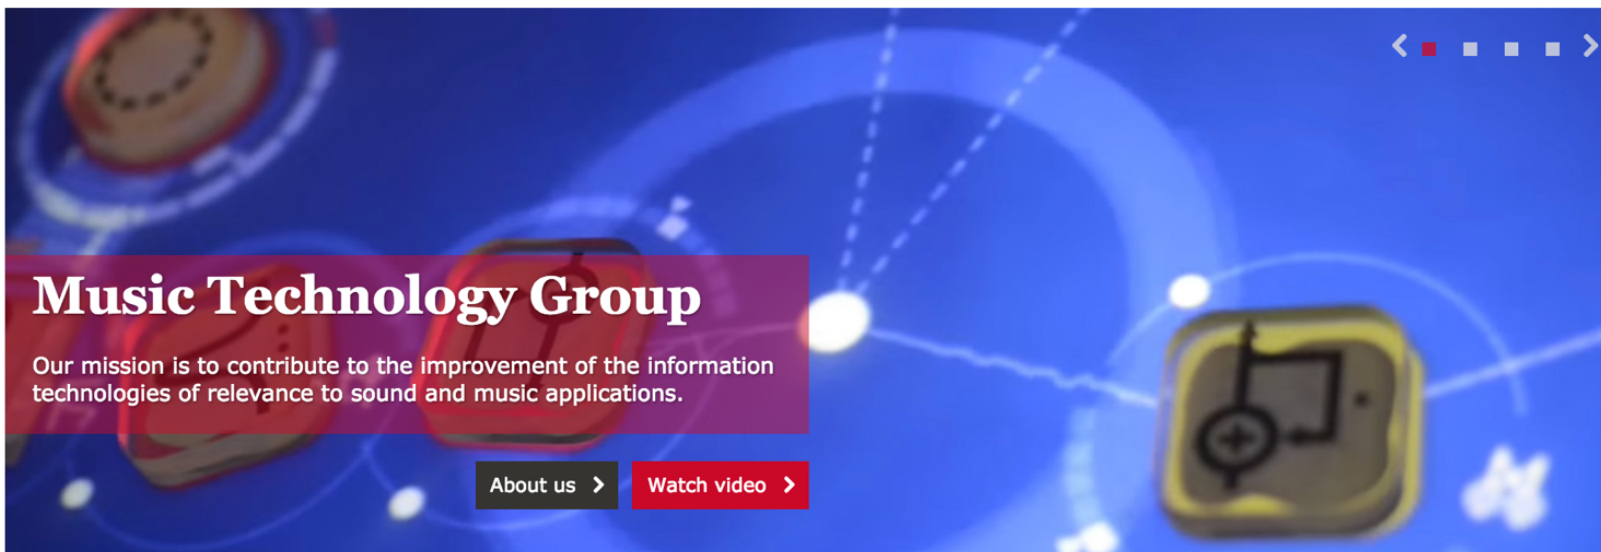 Music Technology Group
Our mission is to contribute to the improvement of the information
technologies of relevance to sound and music applications.
About us
Watch video